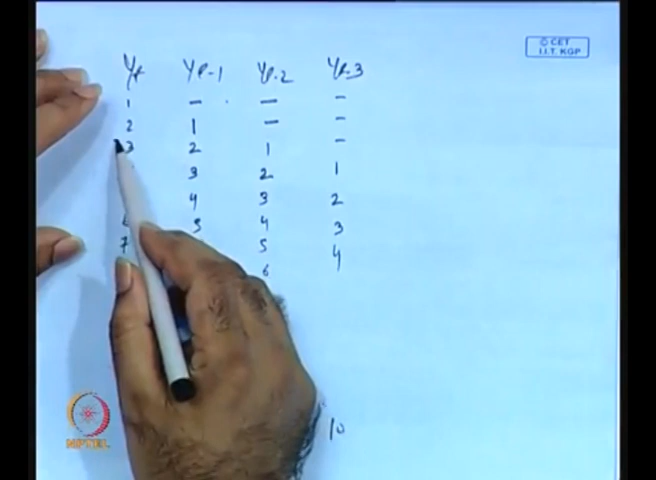 © CET
I.I.T. KGP
Yt Yt-1 Yt-2 Yt-3
1 – – –
2 1 – –
3 2 1 –
3 2 1
4 3 2
6 5 4 3
7 5 4
6
10
NPTEL